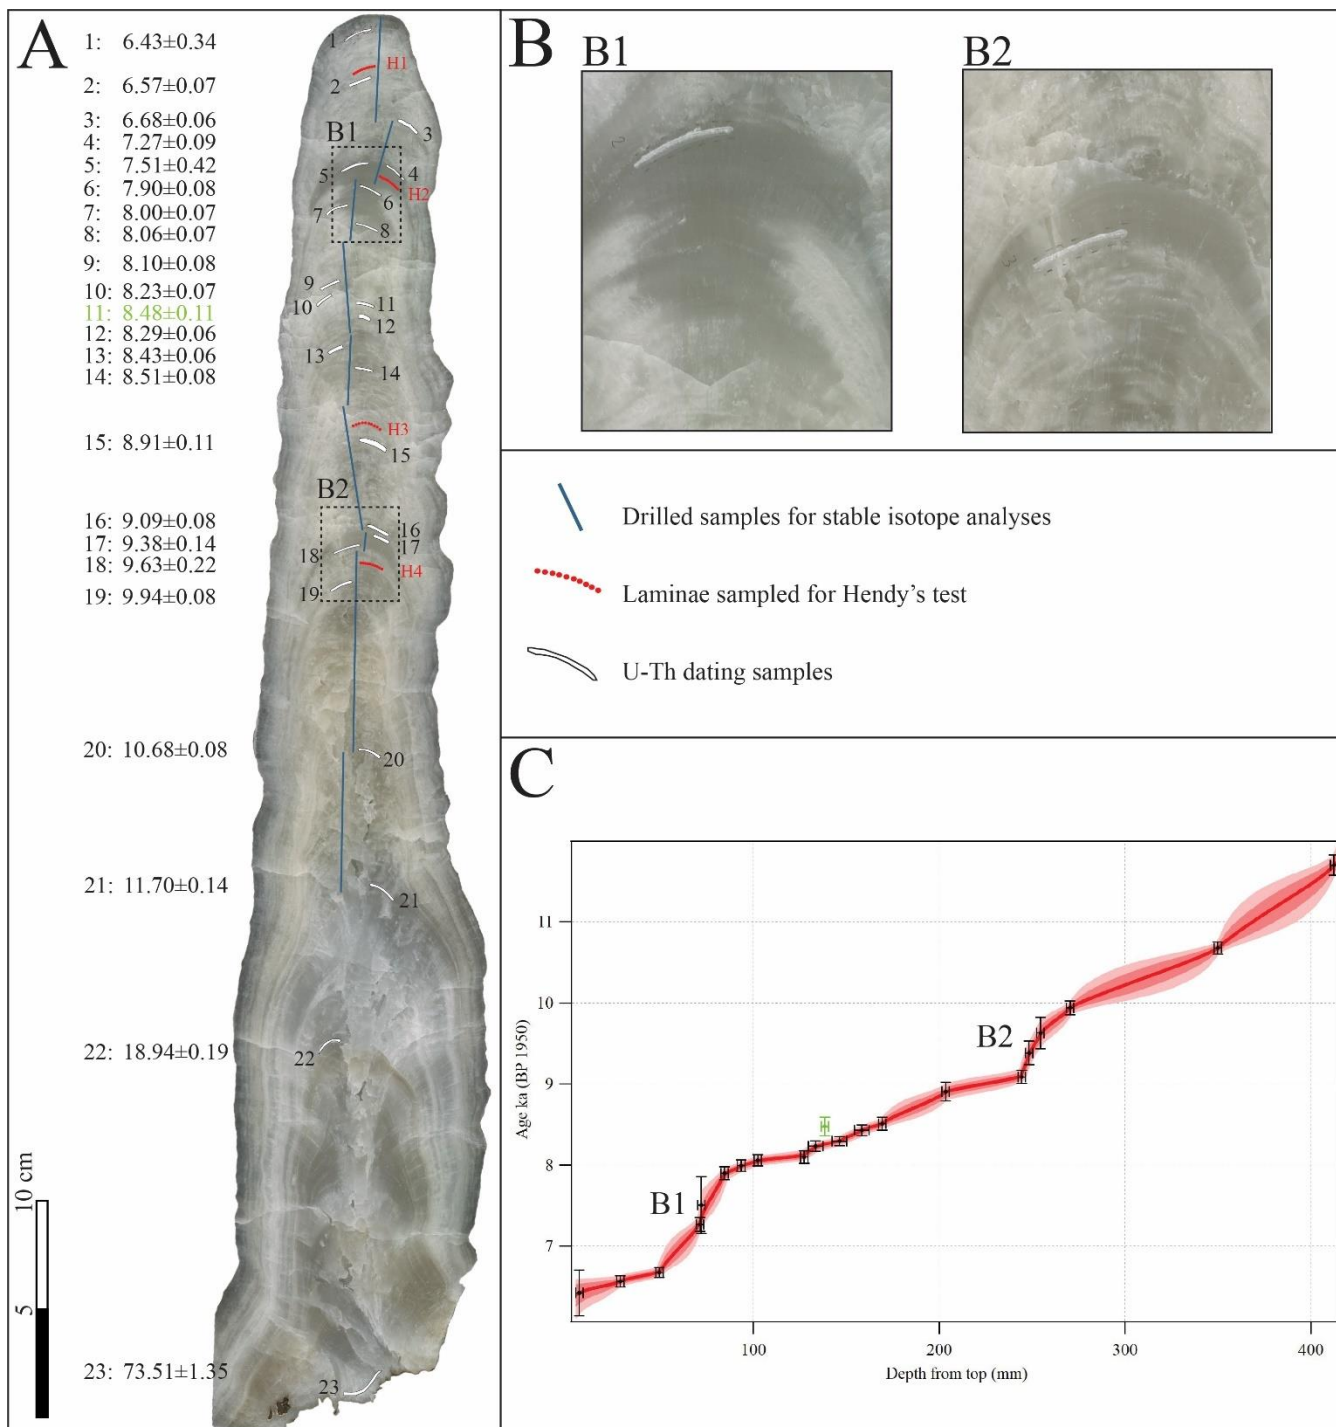 A
1: 6.43±0.34
2: 6.57±0.07
3: 6.68±0.06
4: 7.27±0.09
5: 7.51±0.42
6: 7.90±0.08
7: 8.00±0.07
8: 8.06±0.07
9: 8.10±0.08
10: 8.23±0.07
11: 8.48±0.11
12: 8.29±0.06
13: 8.43±0.06
14: 8.51±0.08
15: 8.91±0.11
16: 9.09±0.08
17: 9.38±0.14
18: 9.63±0.22
19: 9.94±0.08
20: 10.68±0.08
21: 11.70±0.14
22: 18.94±0.19
23: 73.51±1.35
1
H1
2
3
B1
5
4
H2
6
7
8
9
10
11
12
13
14
H3
15
B2
16
17
18
H4
19
20
21
22
23
10 cm
5
B
B1
B2
Drilled samples for stable isotope analyses
Laminae sampled for Hendy's test
U-Th dating samples
C
Age ka (BP 1950)
11
10
9
8
7
B1
B2
100
200
300
400
Depth from top (mm)